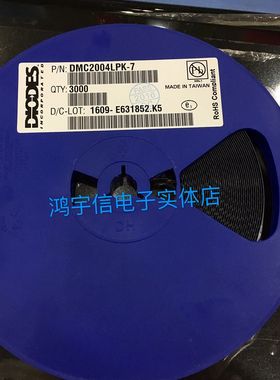 DIODES
INCORPORATED
P/N: DMC2004LPK-7
QTY: 3000
D/C-LOT: 1609- E631852.K5
MADE IN TAIWAN
RoHS Compliant
鸿宇信电子实体店